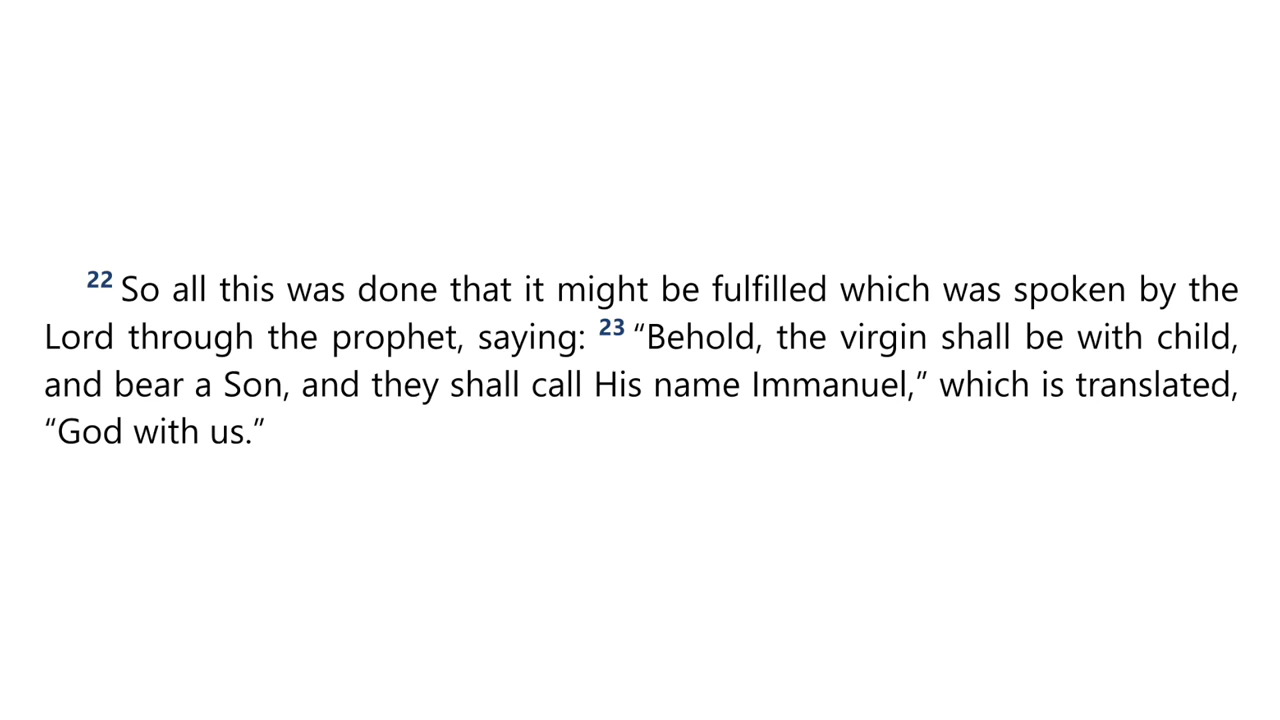 22 So all this was done that it might be fulfilled which was spoken by the
Lord through the prophet, saying: 23 “Behold, the virgin shall be with child,
and bear a Son, and they shall call His name Immanuel,” which is translated,
“God with us.”